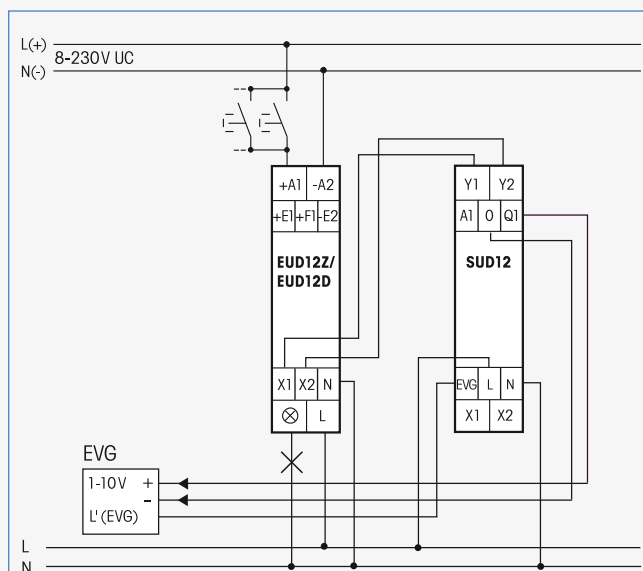 L(+)
8-230V UC
N(-)
+A1 -A2
+E1 +F1 -E2
EUD12Z/
EUD12D
X1 X2 N
L
Y1 Y2
A1 0 Q1
SUD12
EVG L N
X1 X2
EVG
1-10V +
−
L' (EVG)
L
N